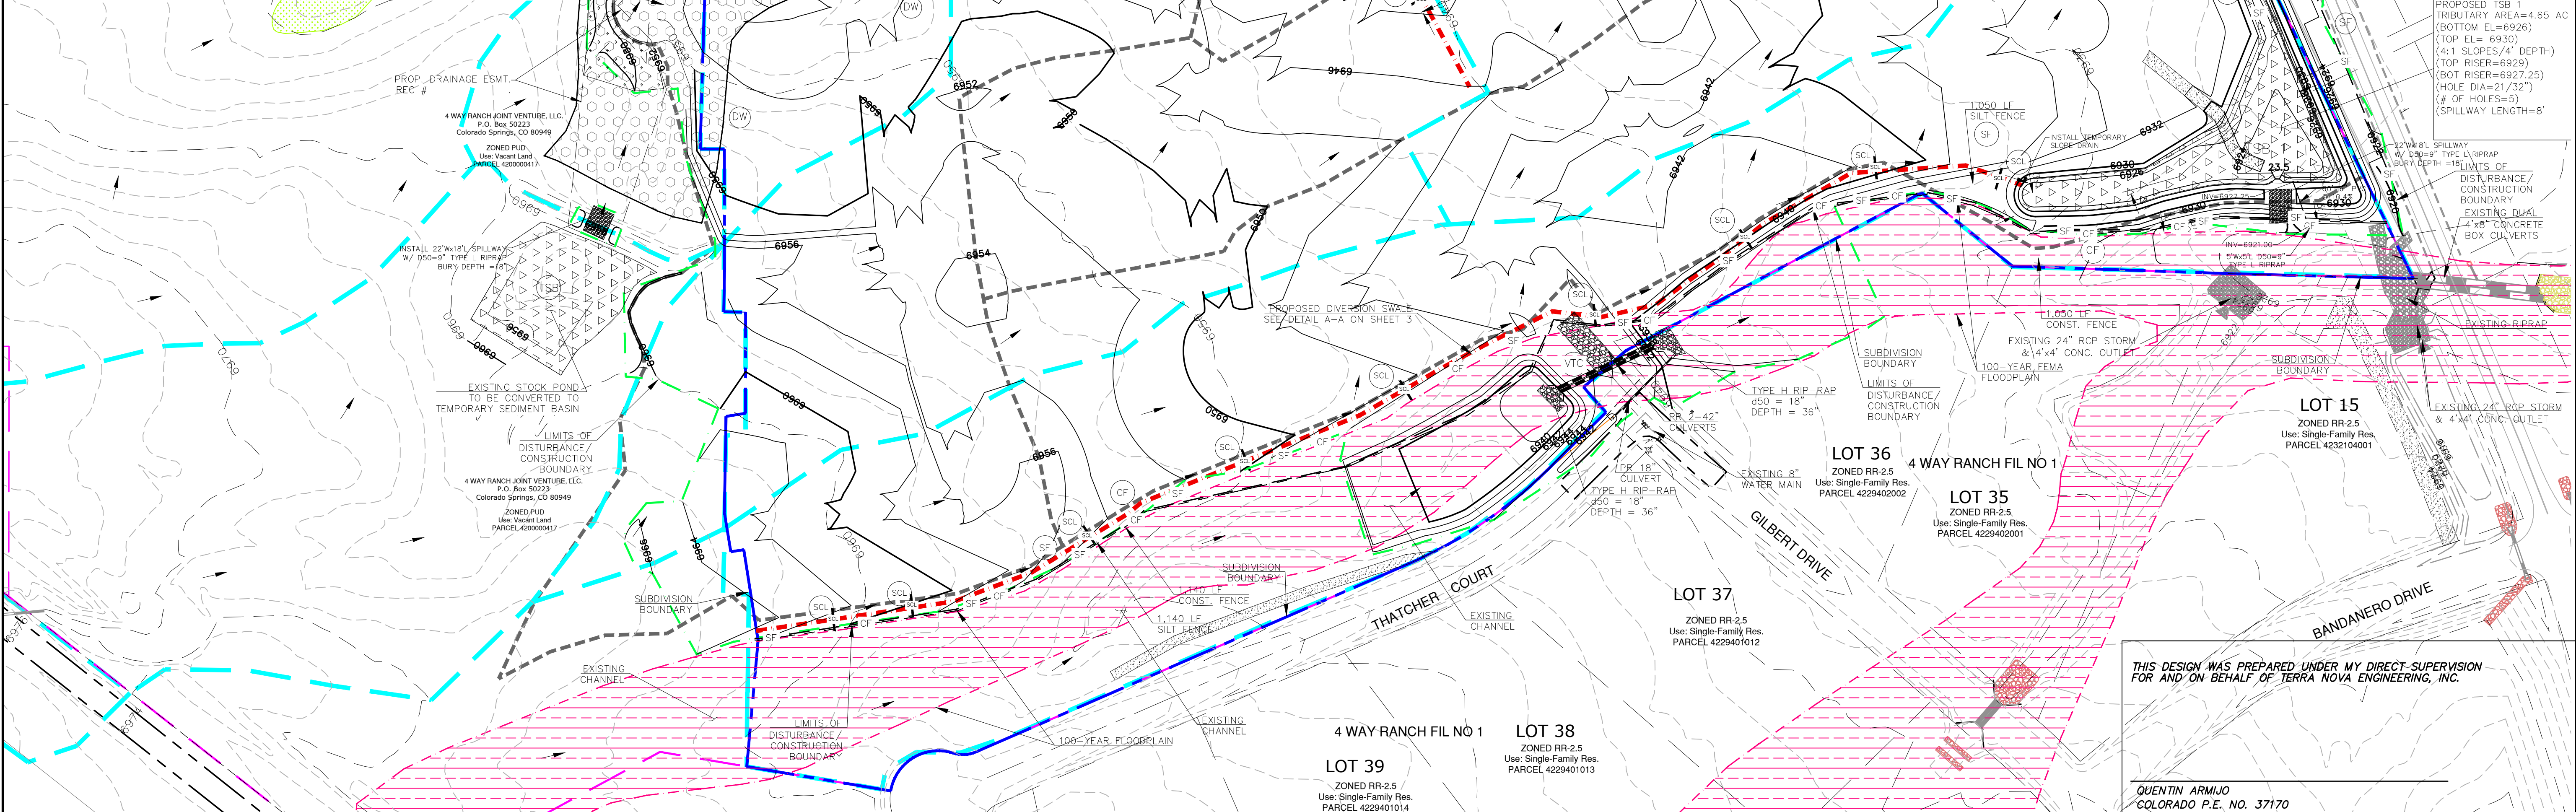 PROP. DRAINAGE ESMT.
REC #
4 WAY RANCH JOINT VENTURE, LLC.
P.O. Box 50223
Colorado Springs, CO 80949
ZONED PUD
Use: Vacant Land
PARCEL 4200000417
INSTALL 22'Wx18'L SPILLWAY
W/ D50=9" TYPE L RIPRAP
BURY DEPTH =18"
TSB
EXISTING STOCK POND
TO BE CONVERTED TO
TEMPORARY SEDIMENT BASIN
LIMITS OF
DISTURBANCE/
CONSTRUCTION
BOUNDARY
4 WAY RANCH JOINT VENTURE, LLC.
P.O. Box 50223
Colorado Springs, CO 80949
ZONED PUD
Use: Vacant Land
PARCEL 4200000417
SUBDIVISION
BOUNDARY
EXISTING
CHANNEL
LIMITS OF
DISTURBANCE/
CONSTRUCTION
BOUNDARY
100-YEAR FLOODPLAIN
EXISTING
CHANNEL
1,140 LF
CONST. FENCE
1,140 LF
SILT FENCE
SUBDIVISION
BOUNDARY
THATCHER COURT
EXISTING
CHANNEL
PROPOSED DIVERSION SWALE
SEE DETAIL A-A ON SHEET 3
VTC
PR 2-42"
CULVERTS
PR 18"
CULVERT
TYPE H RIP-RAP
d50 = 18"
DEPTH = 36"
TYPE H RIP-RAP
d50 = 18"
DEPTH = 36"
EXISTING 8"
WATER MAIN
GILBERT DRIVE
LIMITS OF
DISTURBANCE/
CONSTRUCTION
BOUNDARY
SUBDIVISION
BOUNDARY
1,050 LF
SILT FENCE
SF
INSTALL TEMPORARY
SLOPE DRAIN
1,050 LF
CONST. FENCE
100-YEAR FEMA
FLOODPLAIN
EXISTING 24" RCP STORM
& 4'x4' CONC. OUTLET
INV=6921.00
5'Wx5'L D50=9"
TYPE L RIPRAP
INV=6927.25
23.5
PROPOSED TSB 1
TRIBUTARY AREA=4.65 AC
(BOTTOM EL=6926)
(TOP EL= 6930)
(4:1 SLOPES/4' DEPTH)
(TOP RISER=6929)
(BOT RISER=6927.25)
(HOLE DIA=21/32")
(# OF HOLES=5)
(SPILLWAY LENGTH=8'
22'Wx18'L SPILLWAY
W/ D50=9" TYPE L RIPRAP
BURY DEPTH =18"
LIMITS OF
DISTURBANCE/
CONSTRUCTION
BOUNDARY
EXISTING DUAL
4'x8' CONCRETE
BOX CULVERTS
EXISTING RIPRAP
SUBDIVISION
BOUNDARY
EXISTING 24" RCP STORM
& 4'x4' CONC. OUTLET
LOT 15
ZONED RR-2.5
Use: Single-Family Res.
PARCEL 4232104001
LOT 36
ZONED RR-2.5
Use: Single-Family Res.
PARCEL 4229402002
4 WAY RANCH FIL NO 1
LOT 35
ZONED RR-2.5
Use: Single-Family Res.
PARCEL 4229402001
LOT 37
ZONED RR-2.5
Use: Single-Family Res.
PARCEL 4229401012
4 WAY RANCH FIL NO 1
LOT 38
ZONED RR-2.5
Use: Single-Family Res.
PARCEL 4229401013
LOT 39
ZONED RR-2.5
Use: Single-Family Res.
PARCEL 4229401014
BANDANERO DRIVE
THIS DESIGN WAS PREPARED UNDER MY DIRECT SUPERVISION
FOR AND ON BEHALF OF TERRA NOVA ENGINEERING, INC.
QUENTIN ARMIJO
COLORADO P.E. NO. 37170